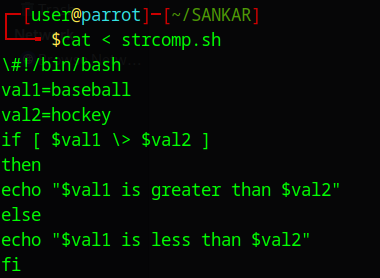 ┌─[user@parrot]─[~/SANKAR]
└──╼ $cat < strcomp.sh
\#!/bin/bash
val1=baseball
val2=hockey
if [ $val1 \> $val2 ]
then
echo "$val1 is greater than $val2"
else
echo "$val1 is less than $val2"
fi